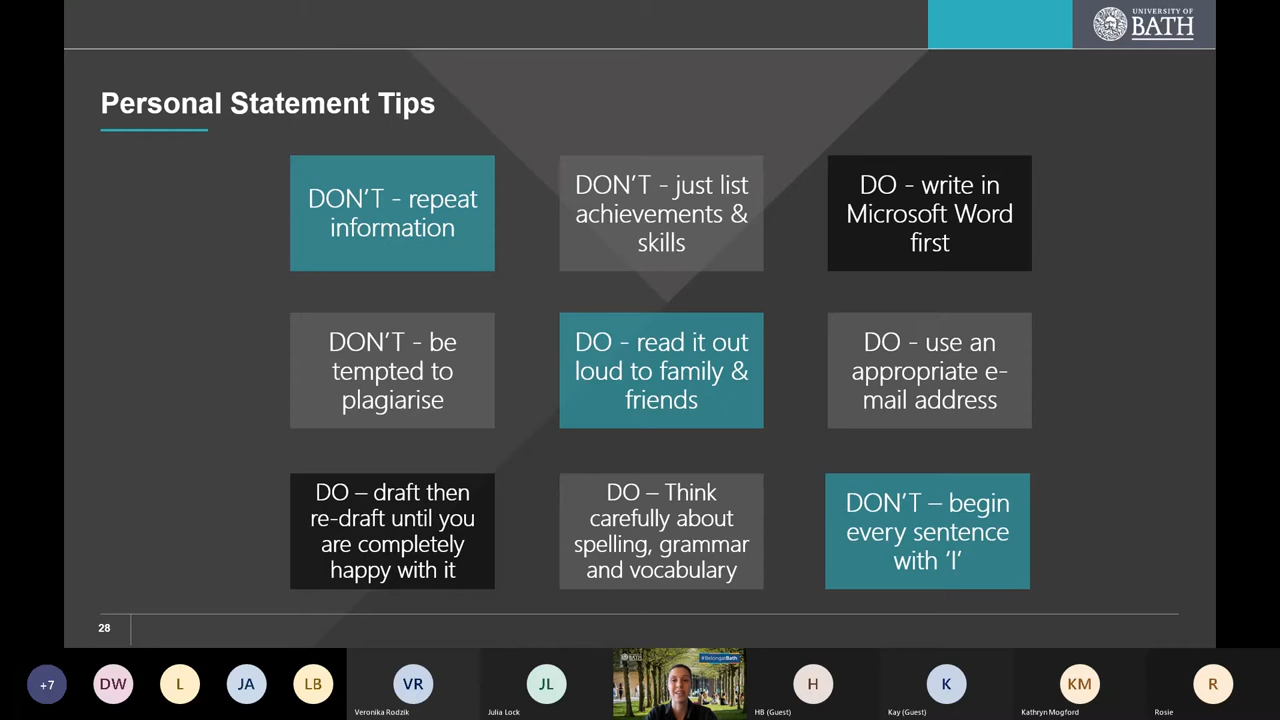 UNIVERSITY OF
BATH
Personal Statement Tips
DON'T - repeat
information
DON'T - just list
achievements &
skills
DO - write in
Microsoft Word
first
DON'T - be
tempted to
plagiarise
DO - read it out
loud to family &
friends
DO - use an
appropriate e-
mail address
DO – draft then
re-draft until you
are completely
happy with it
DO – Think
carefully about
spelling, grammar
and vocabulary
DON'T – begin
every sentence
with 'I'
28
+7
DW
L
JA
LB
VR
Veronika Rodzik
JL
Julia Lock
BATH
#BelongatBath
H
HB (Guest)
K
Kay (Guest)
KM
Kathryn Mogford
R
Rosie